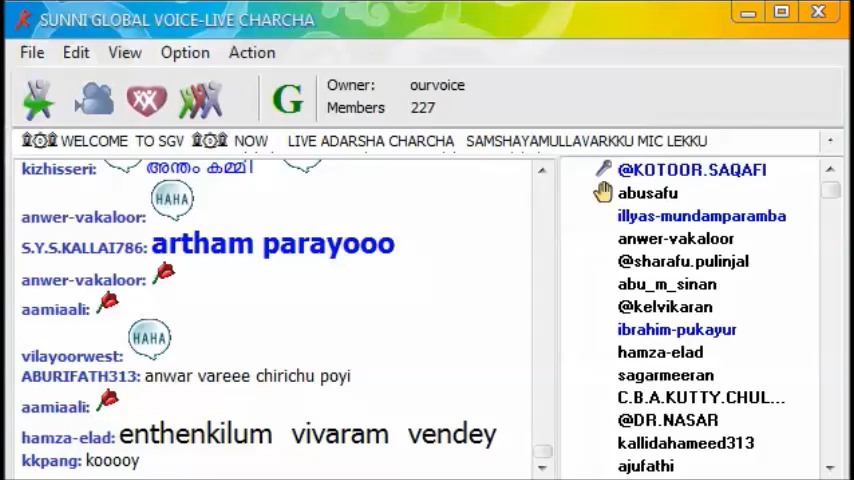 SUNNI GLOBAL VOICE-LIVE CHARCHA
File Edit View Option Action
G
Owner: ourvoice
Members 227
WELCOME TO SGV NOW LIVE ADARSHA CHARCHA SAMSHAYAMULLAVARKKU MIC LEKKU
kizhisseri: അന്തം കമ്മി
HAHA
anwer-vakaloor:
S.Y.S.KALLAI786: artham parayooo
anwer-vakaloor:
aamiaali:
HAHA
vilayoorwest:
ABURIFATH313: anwar vareee chirichu poyi
aamiaali:
hamza-elad: enthenkilum vivaram vendey
kkpang: kooooy
@KOTOOR.SAQAFI
abusafu
illyas-mundamparamba
anwer-vakaloor
@sharafu.pulinjal
abu_m_sinan
@kelvikaran
ibrahim-pukayur
hamza-elad
sagarmeeran
C.B.A.KUTTY.CHUL...
@DR.NASAR
kallidahameed313
ajufathi